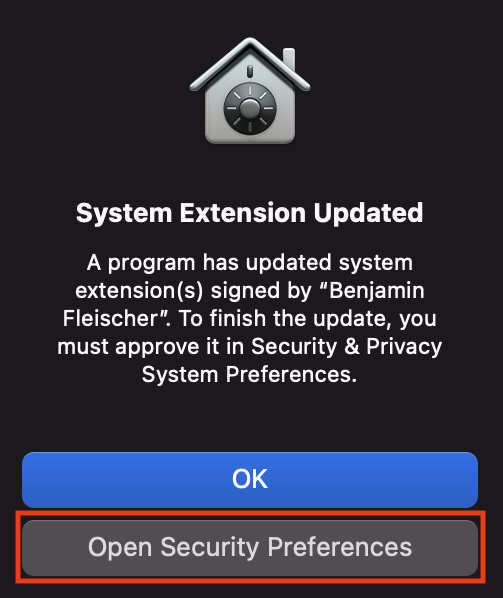 System Extension Updated
A program has updated system
extension(s) signed by “Benjamin
Fleischer”. To finish the update, you
must approve it in Security & Privacy
System Preferences.
OK
Open Security Preferences